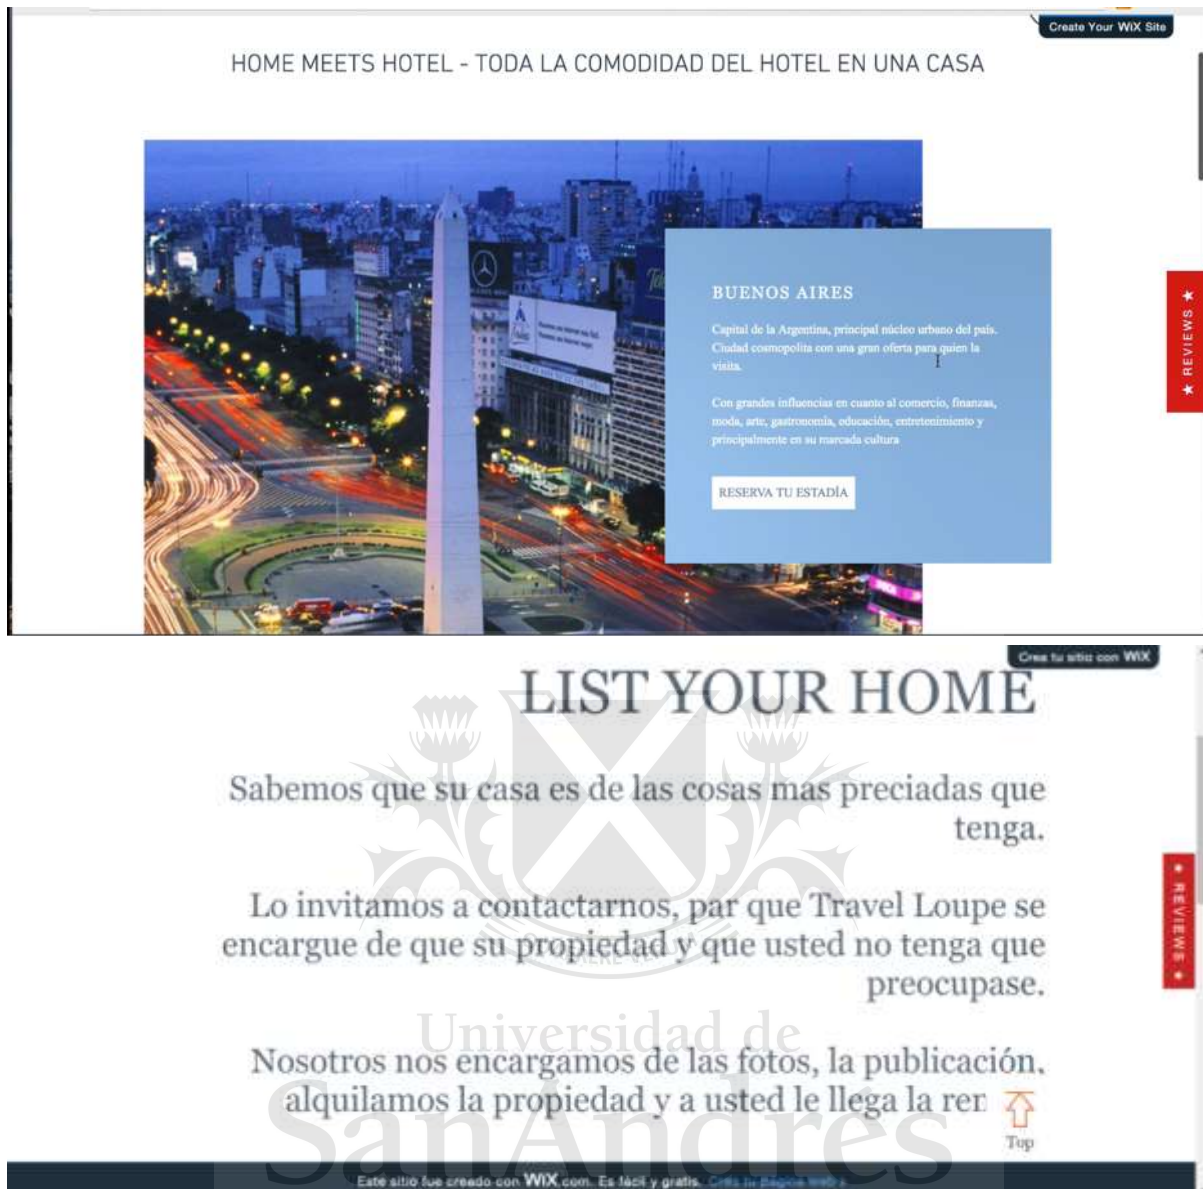 Create Your WiX Site
HOME MEETS HOTEL - TODA LA COMODIDAD DEL HOTEL EN UNA CASA
BUENOS AIRES
Capital de la Argentina, principal núcleo urbano del país.
Ciudad cosmopolita con una gran oferta para quien la
visita.
Con grandes influencias en cuanto al comercio, finanzas,
moda, arte, gastronomía, educación, entretenimiento y
principalmente en su marcada cultura
RESERVA TU ESTADÍA
★ REVIEWS ★
Crea tu sitio con WiX
LIST YOUR HOME
Sabemos que su casa es de las cosas mas preciadas que
tenga.
Lo invitamos a contactarnos, par que Travel Loupe se
encargue de que su propiedad y que usted no tenga que
preocupase.
Nosotros nos encargamos de las fotos, la publicación,
alquilamos la propiedad y a usted le llega la ren
Top
★ REVIEWS ★
Universidad de
SanAndrés
Este sitio fue creado con WiX.com. Es fácil y gratis. Crea tu página web